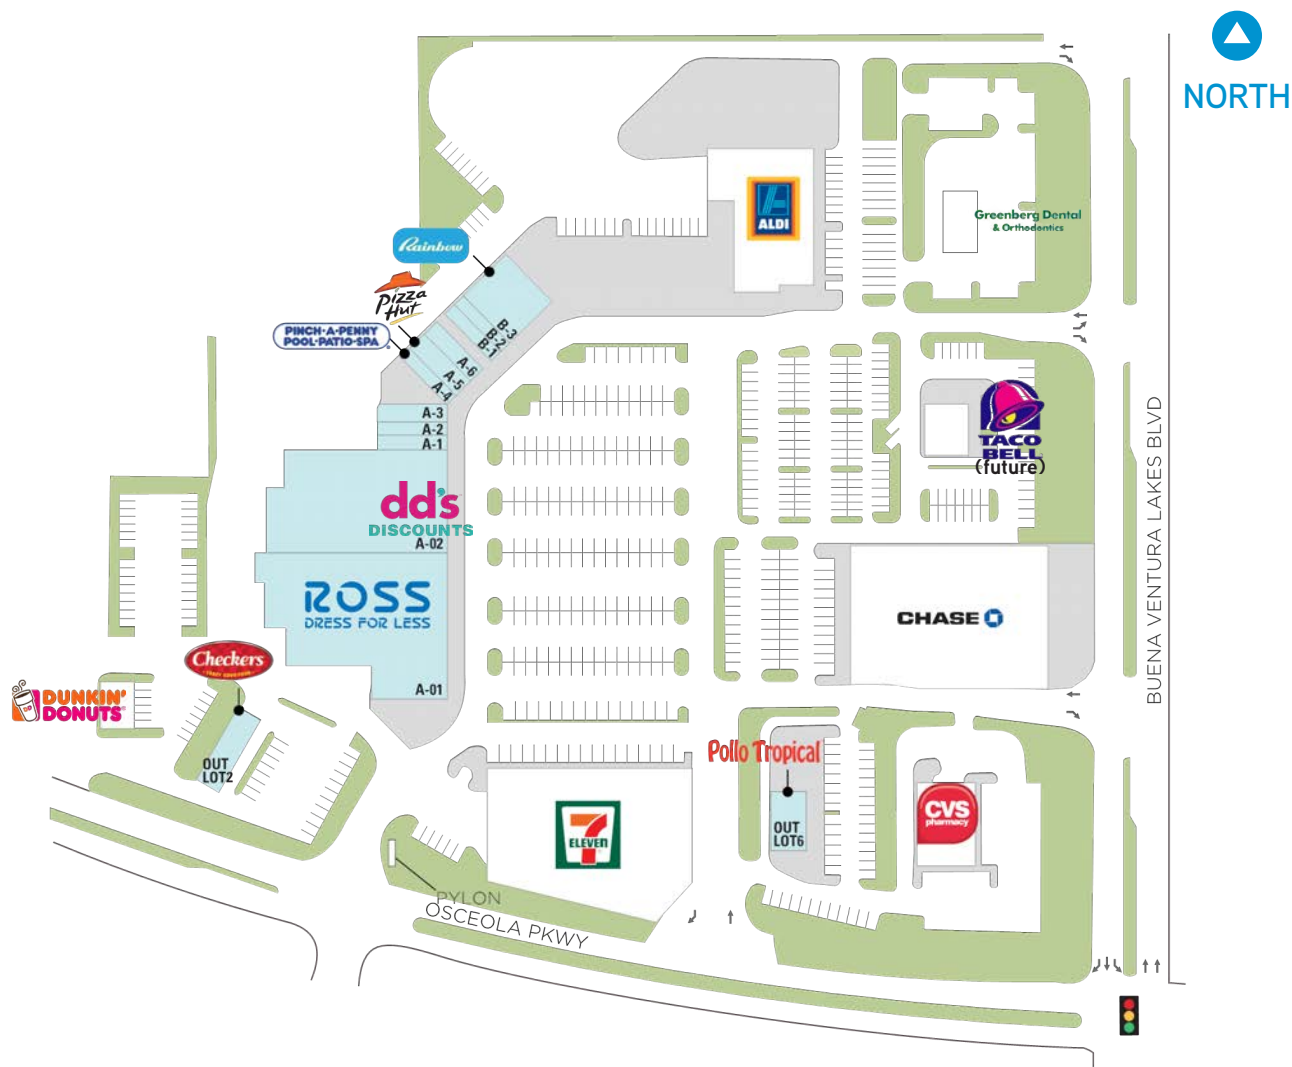 NORTH
ALDI
Greenberg Dental
& Orthodontics
Rainbow
Pizza
Hut
PINCH·A·PENNY
POOL·PATIO·SPA
B-3
B-2
B-1
A-6
A-5
A-4
A-3
A-2
A-1
TACO
BELL
(future)
BUENA VENTURA LAKES BLVD
dd's
DISCOUNTS
A-02
ROSS
DRESS FOR LESS
A-01
CHASE
Checkers
DUNKIN'
DONUTS
OUT
LOT2
Pollo Tropical
OUT
LOT6
CVS
pharmacy
7
ELEVEN
PYLON
OSCEOLA PKWY